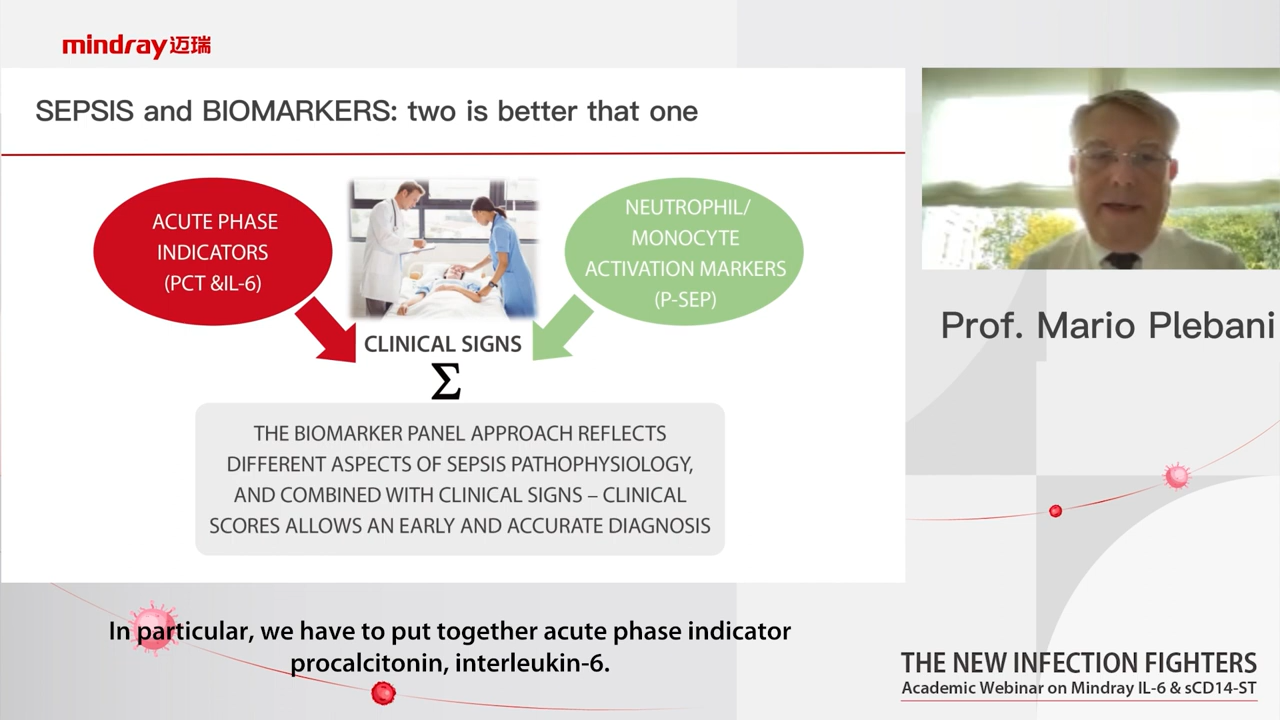 mindray迈瑞
SEPSIS and BIOMARKERS: two is better that one
ACUTE PHASE
INDICATORS
(PCT &IL-6)
NEUTROPHIL/
MONOCYTE
ACTIVATION MARKERS
(P-SEP)
CLINICAL SIGNS
Σ
THE BIOMARKER PANEL APPROACH REFLECTS
DIFFERENT ASPECTS OF SEPSIS PATHOPHYSIOLOGY,
AND COMBINED WITH CLINICAL SIGNS – CLINICAL
SCORES ALLOWS AN EARLY AND ACCURATE DIAGNOSIS
Prof. Mario Plebani
In particular, we have to put together acute phase indicator
procalcitonin, interleukin-6.
THE NEW INFECTION FIGHTERS
Academic Webinar on Mindray IL-6 & sCD14-ST